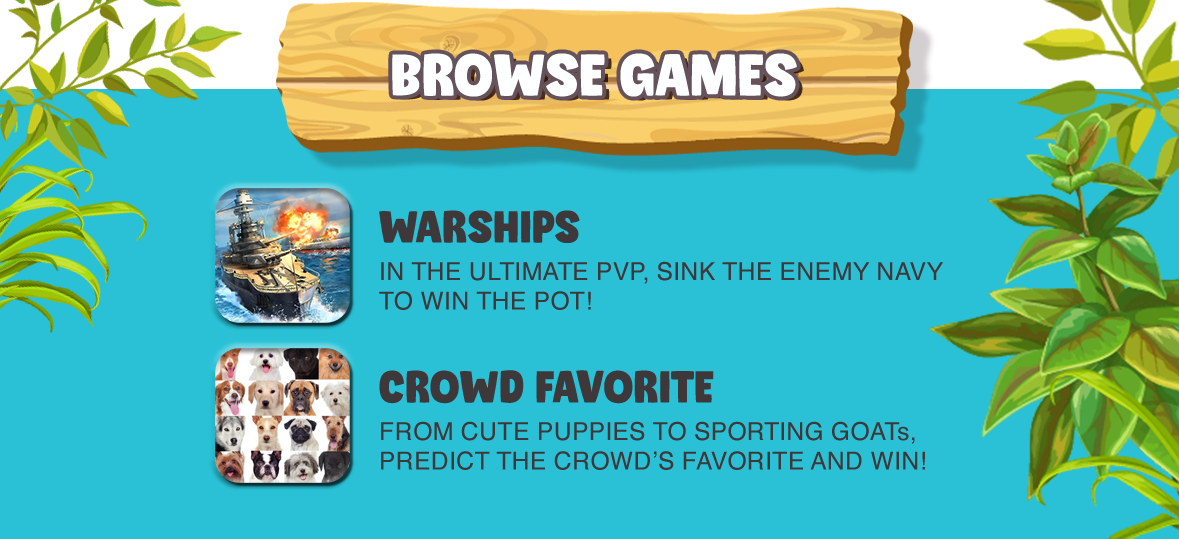 BROWSE GAMES
WARSHIPS
IN THE ULTIMATE PVP, SINK THE ENEMY NAVY
TO WIN THE POT!
CROWD FAVORITE
FROM CUTE PUPPIES TO SPORTING GOATs,
PREDICT THE CROWD’S FAVORITE AND WIN!